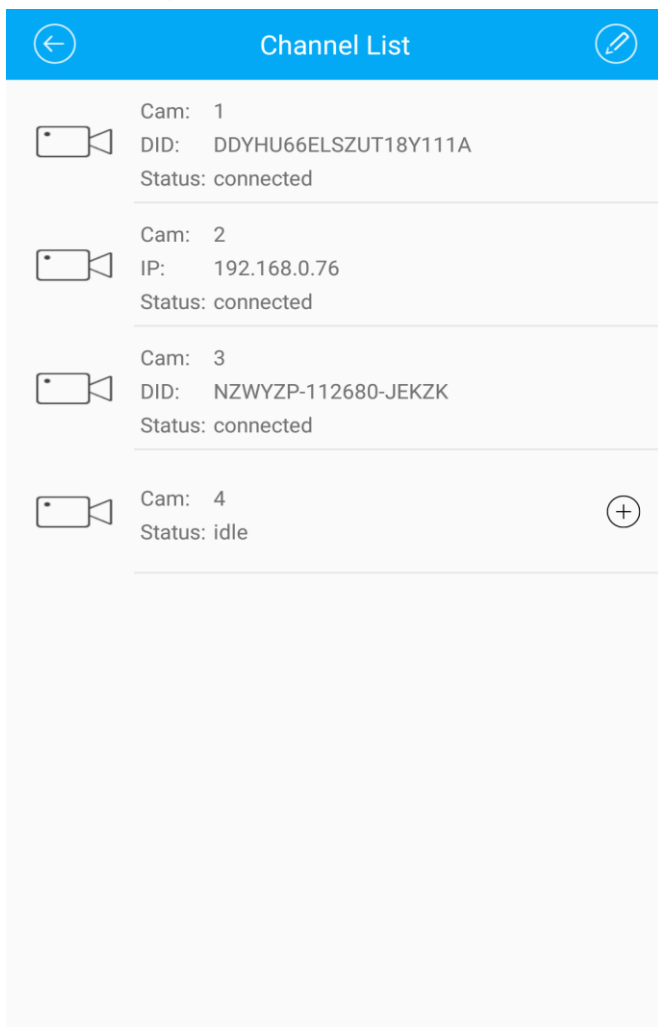 Channel List
Cam: 1
DID: DDYHU66ELSZUT18Y111A
Status: connected
Cam: 2
IP: 192.168.0.76
Status: connected
Cam: 3
DID: NZWYZP-112680-JEKZK
Status: connected
Cam: 4
Status: idle